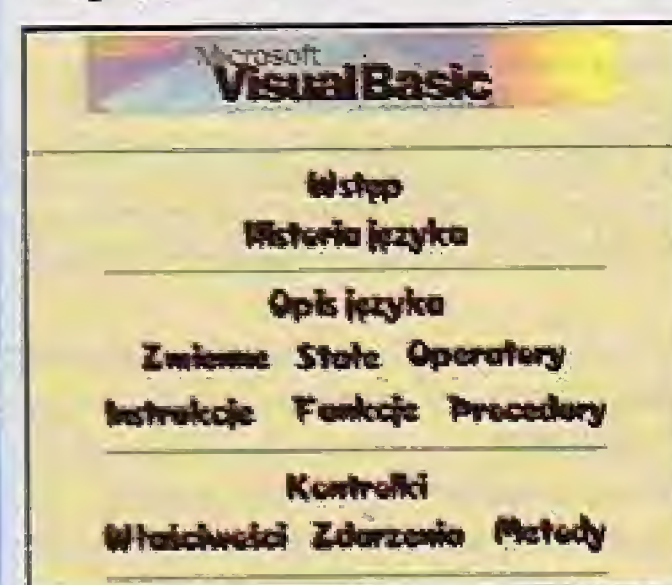 Microsoft
Visual Basic
Wstęp
Historia języka
Opis języka
Zmienne Stałe Operatory
Instrukcje Funkcje Procedury
Kontrolki
Właściwości Zdarzenia Metody